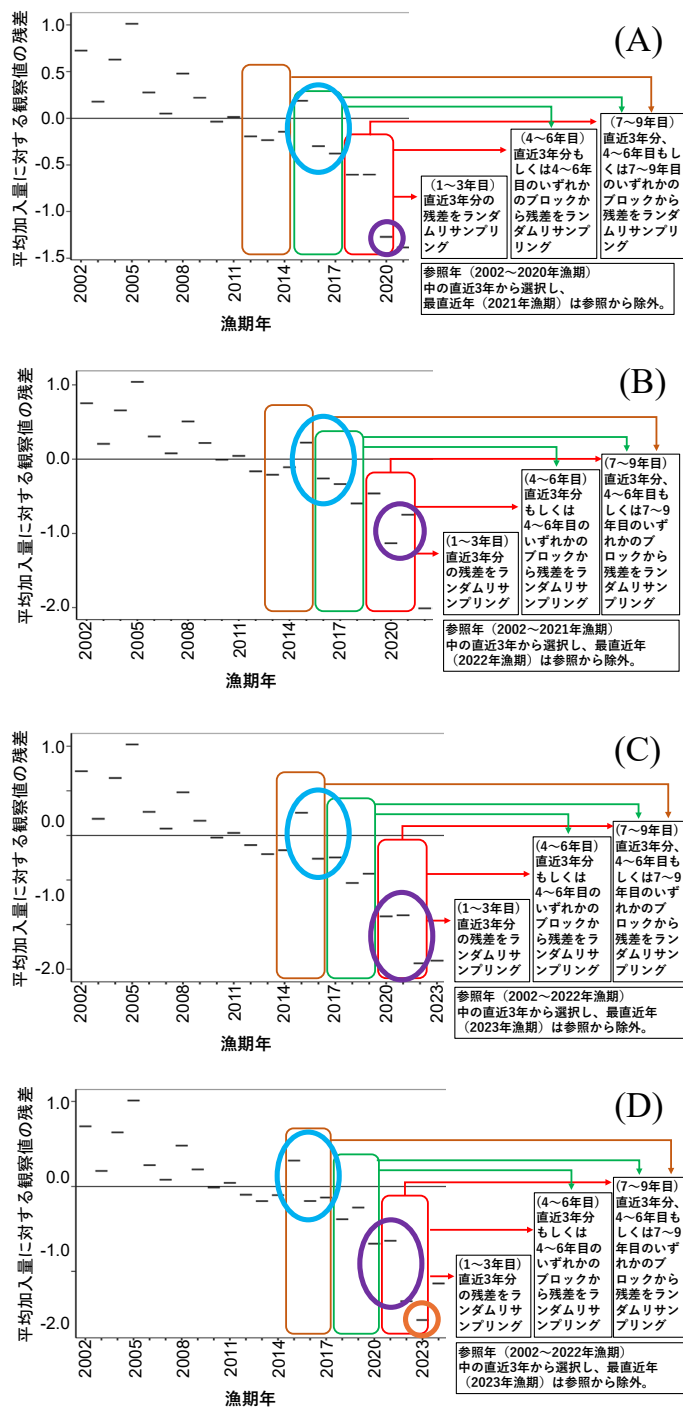 (A)
平均加入量に対する観察値の残差
1.0
0.5
0.0
-0.5
-1.0
-1.5
2002
2005
2008
2011
2014
2017
2020
漁期年
(1～3年目)
直近3年分の
残差をランダ
ムリサンプリ
ング
(4～6年目)
直近3年分も
しくは4～6年
目のいずれか
のブロックか
ら残差をラン
ダムリサンプ
リング
(7～9年目)
直近3年分、
4～6年目もし
くは7～9年目
のいずれかの
ブロックから
残差をランダ
ムリサンプリ
ング
参照年（2002～2020年漁期）
中の直近3年から選択し、
最直近年（2021年漁期）は参照から除外。
(B)
平均加入量に対する観察値の残差
1.0
0.0
-1.0
-2.0
2002
2005
2008
2011
2014
2017
2020
漁期年
(1～3年目)
直近3年分
の残差をラ
ンダムリサ
ンプリング
(4～6年目)
直近3年分
もしくは
4～6年目の
いずれかの
ブロックか
ら残差をラ
ンダムリサ
ンプリング
(7～9年目)
直近3年分、
4～6年目も
しくは7～9
年目のいず
れかのブ
ロックから
残差をラン
ダムリサン
プリング
参照年（2002～2021年漁期）
中の直近3年から選択し、最直近年
（2022年漁期）は参照から除外。
(C)
平均加入量に対する観察値の残差
1.0
0.0
-1.0
-2.0
2002
2005
2008
2011
2014
2017
2020
2023
漁期年
(1～3年目)
直近3年分
の残差をラ
ンダムリサ
ンプリング
(4～6年目)
直近3年分
もしくは
4～6年目の
いずれかの
ブロックか
ら残差をラ
ンダムリサ
ンプリング
(7～9年目)
直近3年分、
4～6年目も
しくは7～9
年目のいず
れかのブ
ロックから
残差をラン
ダムリサン
プリング
参照年（2002～2022年漁期）
中の直近3年から選択し、最直近年
（2023年漁期）は参照から除外。
(D)
平均加入量に対する観察値の残差
1.0
0.0
-1.0
-2.0
2002
2005
2008
2011
2014
2017
2020
2023
漁期年
(1～3年目)
直近3年分
の残差をラ
ンダムリサ
ンプリング
(4～6年目)
直近3年分
もしくは
4～6年目の
いずれかの
ブロックか
ら残差をラ
ンダムリサ
ンプリング
(7～9年目)
直近3年分、
4～6年目も
しくは7～9
年目のいず
れかのブ
ロックから
残差をラン
ダムリサン
プリング
参照年（2002～2022年漁期）
中の直近3年から選択し、最直近年
（2023年漁期）は参照から除外。